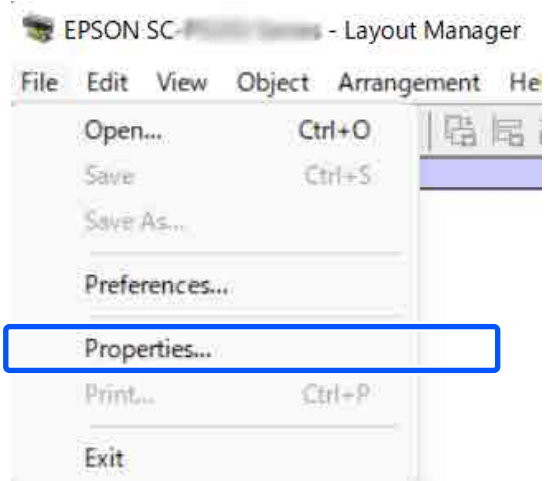 EPSON SC- - Layout Manager
File Edit View Object Arrangement He
Open... Ctrl+O
Save Ctrl+S
Save As...
Preferences...
Properties...
Print... Ctrl+P
Exit